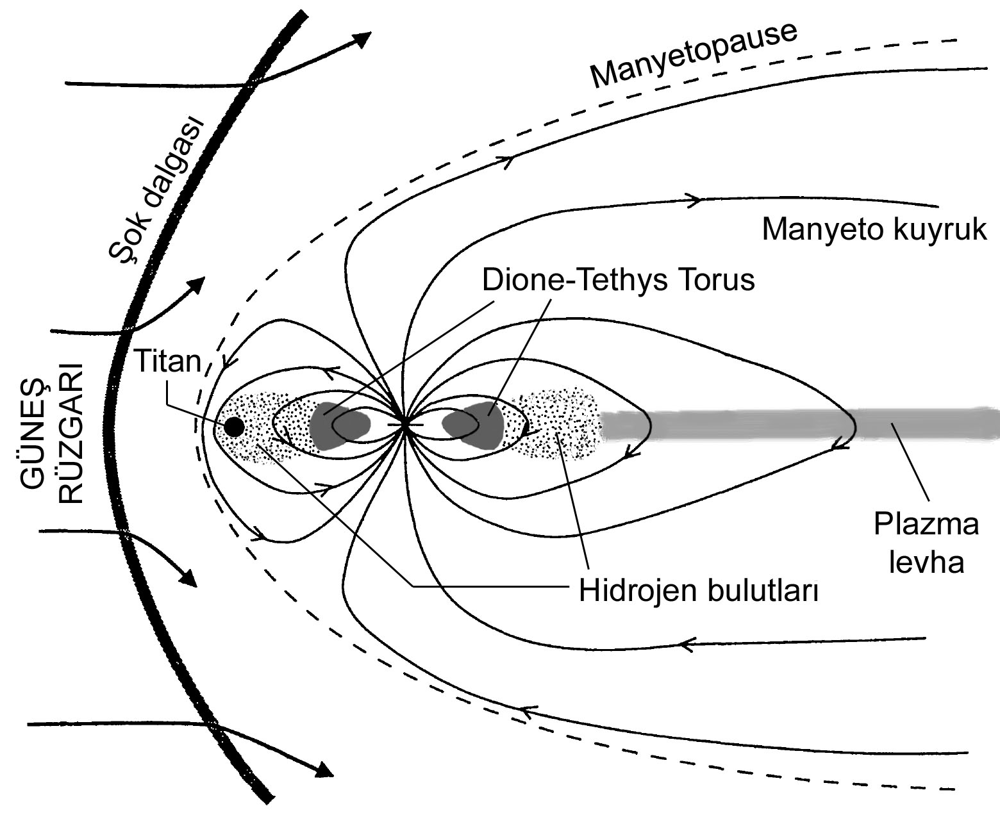 Manyetopause
Şok dalgası
Manyeto kuyruk
Dione-Tethys Torus
Titan
GÜNEŞ
RÜZGARI
Plazma
levha
Hidrojen bulutları